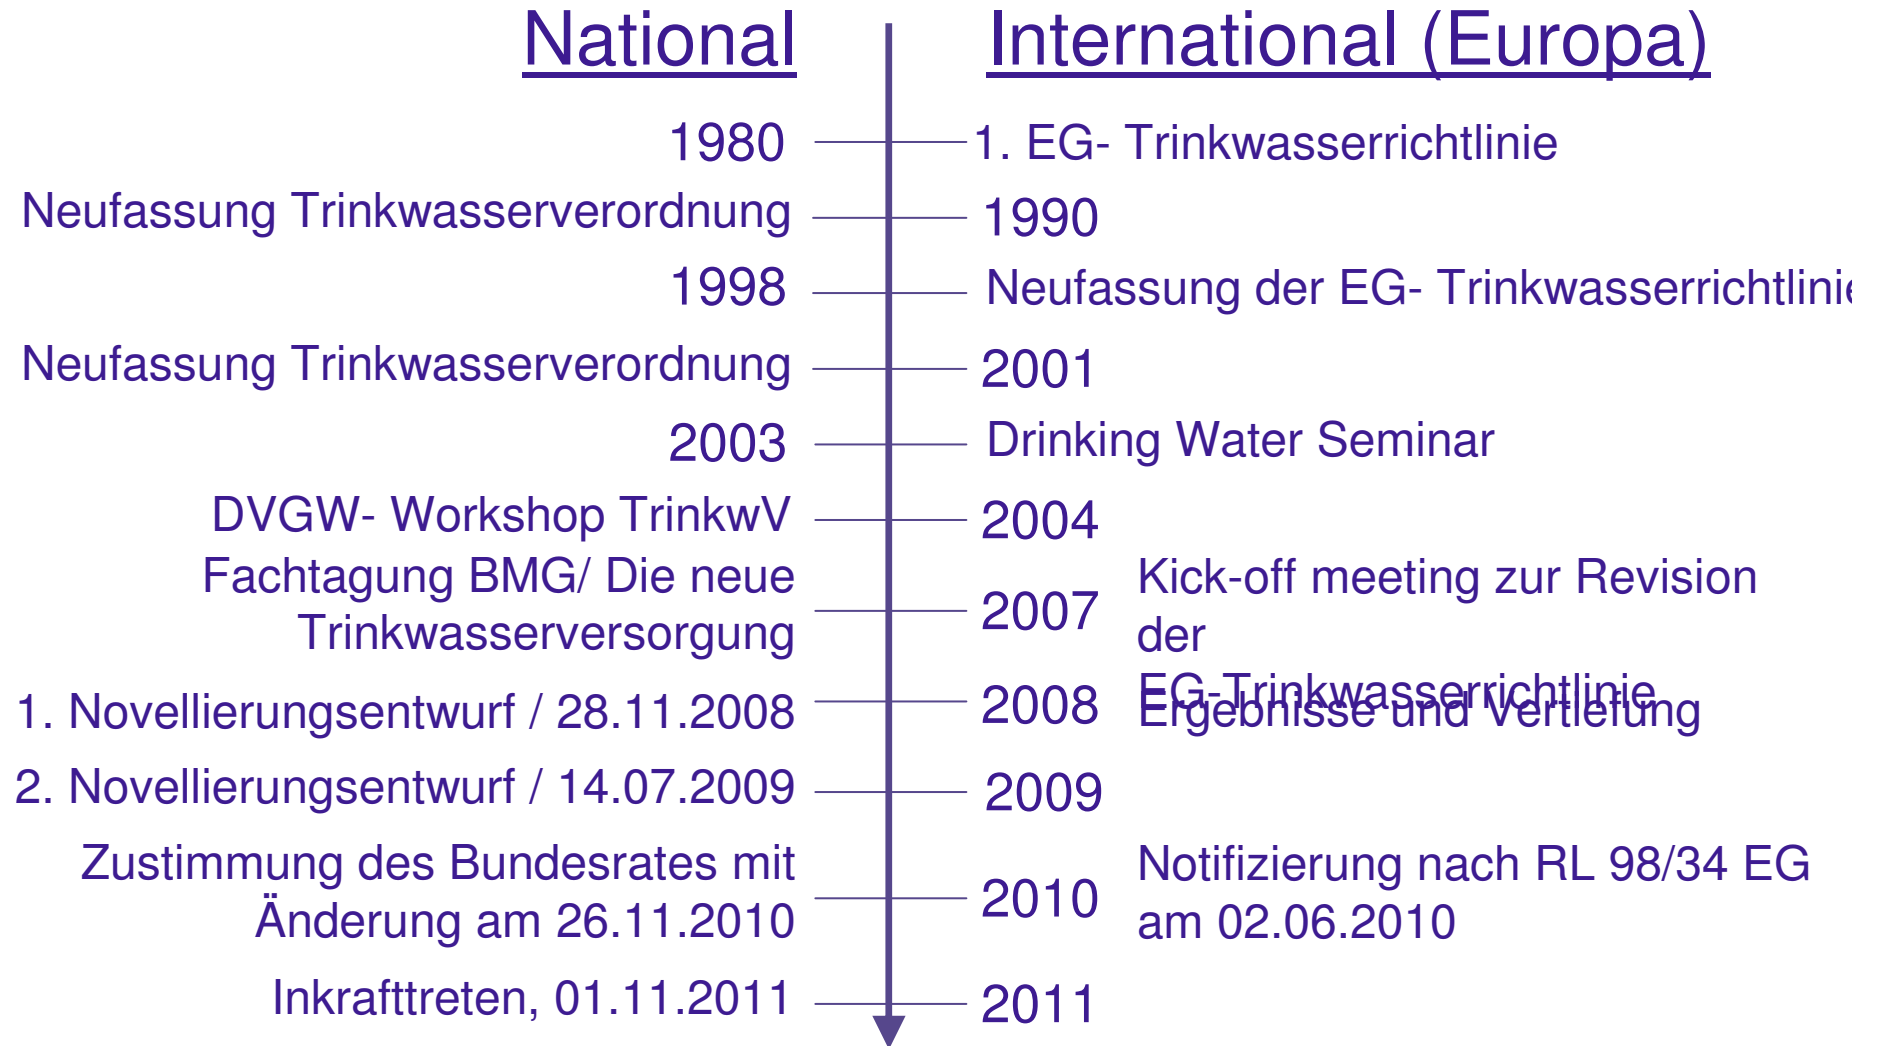 National
International (Europa)
1980
1. EG- Trinkwasserrichtlinie
Neufassung Trinkwasserverordnung
1990
1998
Neufassung der EG- Trinkwasserrichtlinie
Neufassung Trinkwasserverordnung
2001
2003
Drinking Water Seminar
DVGW- Workshop TrinkwV
2004
Fachtagung BMG/ Die neue
Trinkwasserversorgung
2007
Kick-off meeting zur Revision
der
EG-Trinkwasserrichtlinie
1. Novellierungsentwurf / 28.11.2008
2008
Ergebnisse und Vertiefung
2. Novellierungsentwurf / 14.07.2009
2009
Zustimmung des Bundesrates mit
Änderung am 26.11.2010
2010
Notifizierung nach RL 98/34 EG
am 02.06.2010
Inkrafttreten, 01.11.2011
2011